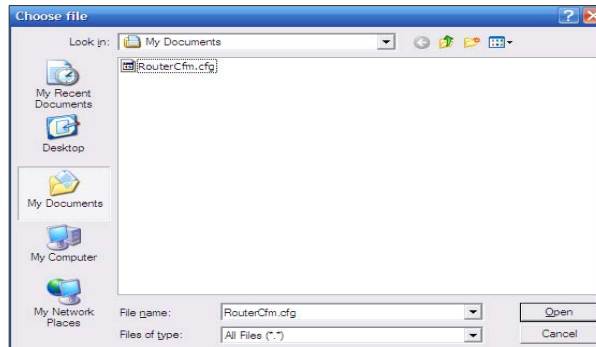 Choose file
Look in: My Documents
RouterCfm.cfg
My Recent
Documents
Desktop
My Documents
My Computer
My Network
Places
File name: RouterCfm.cfg Open
Files of type: All Files (*.*) Cancel